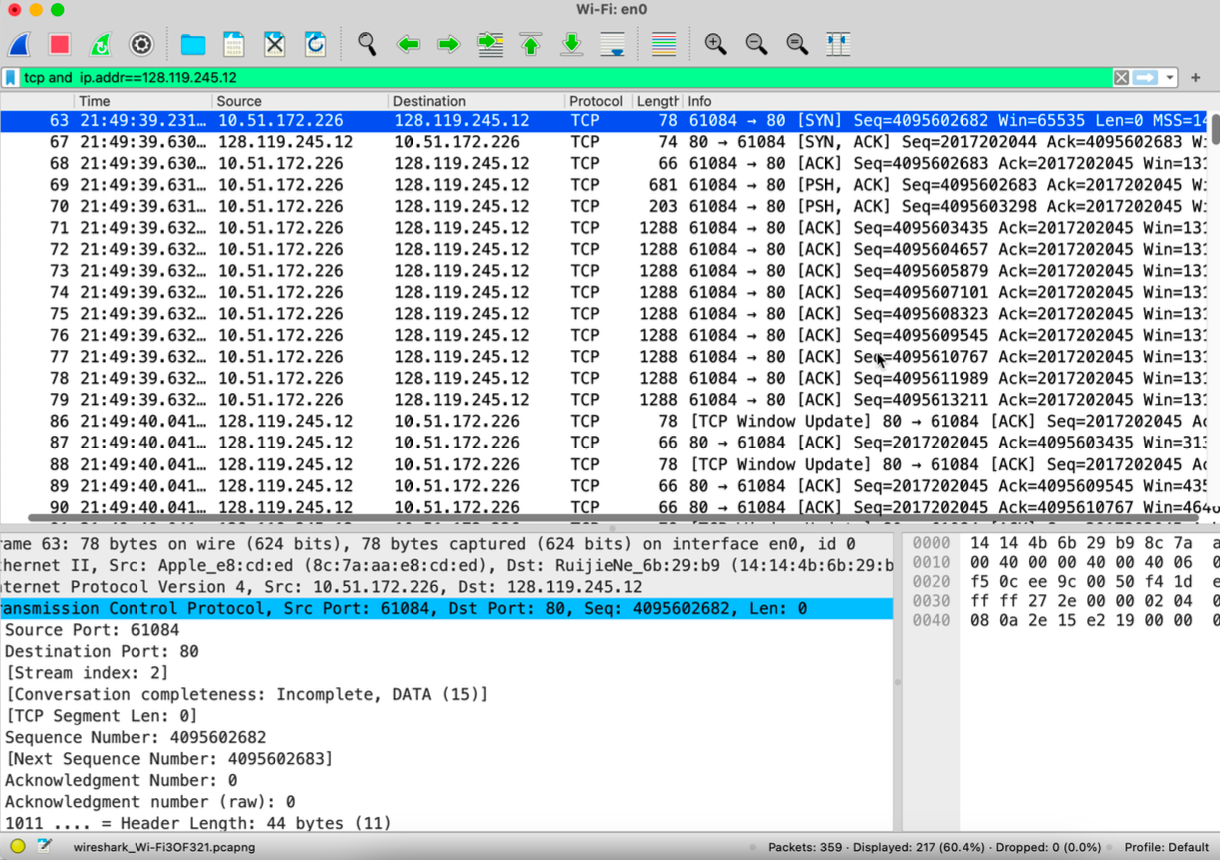 Wi-Fi: en0
tcp and ip.addr==128.119.245.12
Time Source Destination Protocol Length Info
63 21:49:39.231… 10.51.172.226 128.119.245.12 TCP 78 61084 → 80 [SYN] Seq=4095602682 Win=65535 Len=0 MSS=14
67 21:49:39.630… 128.119.245.12 10.51.172.226 TCP 74 80 → 61084 [SYN, ACK] Seq=2017202044 Ack=4095602683 W
68 21:49:39.630… 10.51.172.226 128.119.245.12 TCP 66 61084 → 80 [ACK] Seq=4095602683 Ack=2017202045 Win=131
69 21:49:39.631… 10.51.172.226 128.119.245.12 TCP 681 61084 → 80 [PSH, ACK] Seq=4095602683 Ack=2017202045 W
70 21:49:39.631… 10.51.172.226 128.119.245.12 TCP 203 61084 → 80 [PSH, ACK] Seq=4095603298 Ack=2017202045 W
71 21:49:39.632… 10.51.172.226 128.119.245.12 TCP 1288 61084 → 80 [ACK] Seq=4095603435 Ack=2017202045 Win=131
72 21:49:39.632… 10.51.172.226 128.119.245.12 TCP 1288 61084 → 80 [ACK] Seq=4095604657 Ack=2017202045 Win=131
73 21:49:39.632… 10.51.172.226 128.119.245.12 TCP 1288 61084 → 80 [ACK] Seq=4095605879 Ack=2017202045 Win=131
74 21:49:39.632… 10.51.172.226 128.119.245.12 TCP 1288 61084 → 80 [ACK] Seq=4095607101 Ack=2017202045 Win=131
75 21:49:39.632… 10.51.172.226 128.119.245.12 TCP 1288 61084 → 80 [ACK] Seq=4095608323 Ack=2017202045 Win=131
76 21:49:39.632… 10.51.172.226 128.119.245.12 TCP 1288 61084 → 80 [ACK] Seq=4095609545 Ack=2017202045 Win=131
77 21:49:39.632… 10.51.172.226 128.119.245.12 TCP 1288 61084 → 80 [ACK] Seq=4095610767 Ack=2017202045 Win=131
78 21:49:39.632… 10.51.172.226 128.119.245.12 TCP 1288 61084 → 80 [ACK] Seq=4095611989 Ack=2017202045 Win=131
79 21:49:39.632… 10.51.172.226 128.119.245.12 TCP 1288 61084 → 80 [ACK] Seq=4095613211 Ack=2017202045 Win=131
86 21:49:40.041… 128.119.245.12 10.51.172.226 TCP 78 [TCP Window Update] 80 → 61084 [ACK] Seq=2017202045 Ac
87 21:49:40.041… 128.119.245.12 10.51.172.226 TCP 66 80 → 61084 [ACK] Seq=2017202045 Ack=4095603435 Win=313
88 21:49:40.041… 128.119.245.12 10.51.172.226 TCP 78 [TCP Window Update] 80 → 61084 [ACK] Seq=2017202045 Ac
89 21:49:40.041… 128.119.245.12 10.51.172.226 TCP 66 80 → 61084 [ACK] Seq=2017202045 Ack=4095609545 Win=435
90 21:49:40.041… 128.119.245.12 10.51.172.226 TCP 66 80 → 61084 [ACK] Seq=2017202045 Ack=4095610767 Win=464
rame 63: 78 bytes on wire (624 bits), 78 bytes captured (624 bits) on interface en0, id 0
hernet II, Src: Apple_e8:cd:ed (8c:7a:aa:e8:cd:ed), Dst: RuijieNe_6b:29:b9 (14:14:4b:6b:29:b
ternet Protocol Version 4, Src: 10.51.172.226, Dst: 128.119.245.12
ansmission Control Protocol, Src Port: 61084, Dst Port: 80, Seq: 4095602682, Len: 0
Source Port: 61084
Destination Port: 80
[Stream index: 2]
[Conversation completeness: Incomplete, DATA (15)]
[TCP Segment Len: 0]
Sequence Number: 4095602682
[Next Sequence Number: 4095602683]
Acknowledgment Number: 0
Acknowledgment number (raw): 0
1011 .... = Header Length: 44 bytes (11)
0000 14 14 4b 6b 29 b9 8c 7a a
0010 00 40 00 00 40 00 40 06 0
0020 f5 0c ee 9c 00 50 f4 1d e
0030 ff ff 27 2e 00 00 02 04 0
0040 08 0a 2e 15 e2 19 00 00 0
wireshark_Wi-Fi3OF321.pcapng
Packets: 359 · Displayed: 217 (60.4%) · Dropped: 0 (0.0%)
Profile: Default